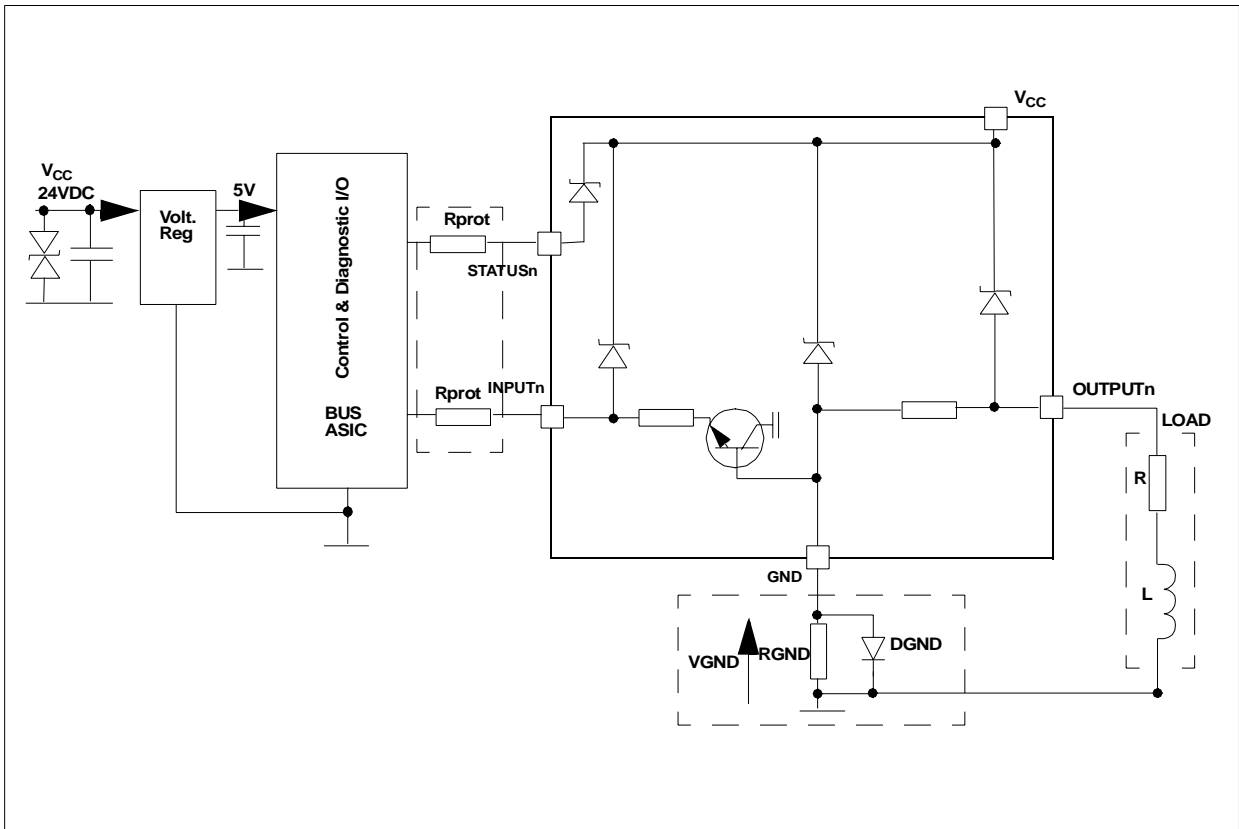 VCC
VCC
24VDC
Volt.
Reg
5V
Control & Diagnostic I/O
BUS
ASIC
Rprot
STATUSn
Rprot
INPUTn
OUTPUTn
LOAD
R
L
GND
VGND
RGND
DGND